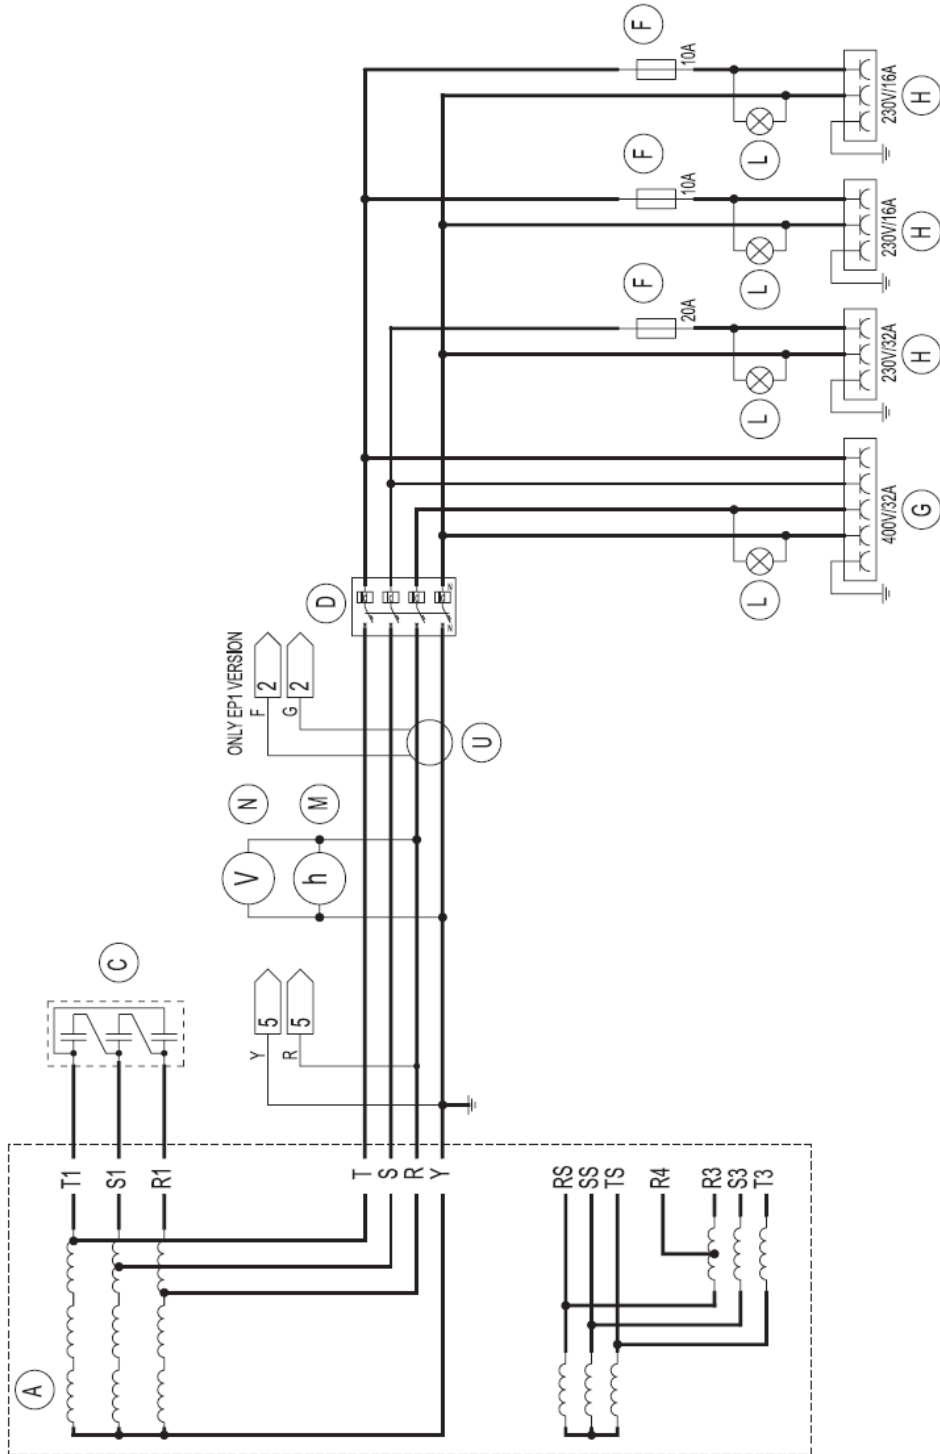 A
T1
S1
R1
C
ONLY EP1 VERSION
V
N
Y 5
F 2
R 5
G 2
h
M
D
T
S
R
Y
N
N
U
RS
SS
TS
R4
R3
S3
T3
F
F
F
20A
10A
10A
L
L
L
L
400V/32A
230V/32A
230V/16A
230V/16A
G
H
H
H